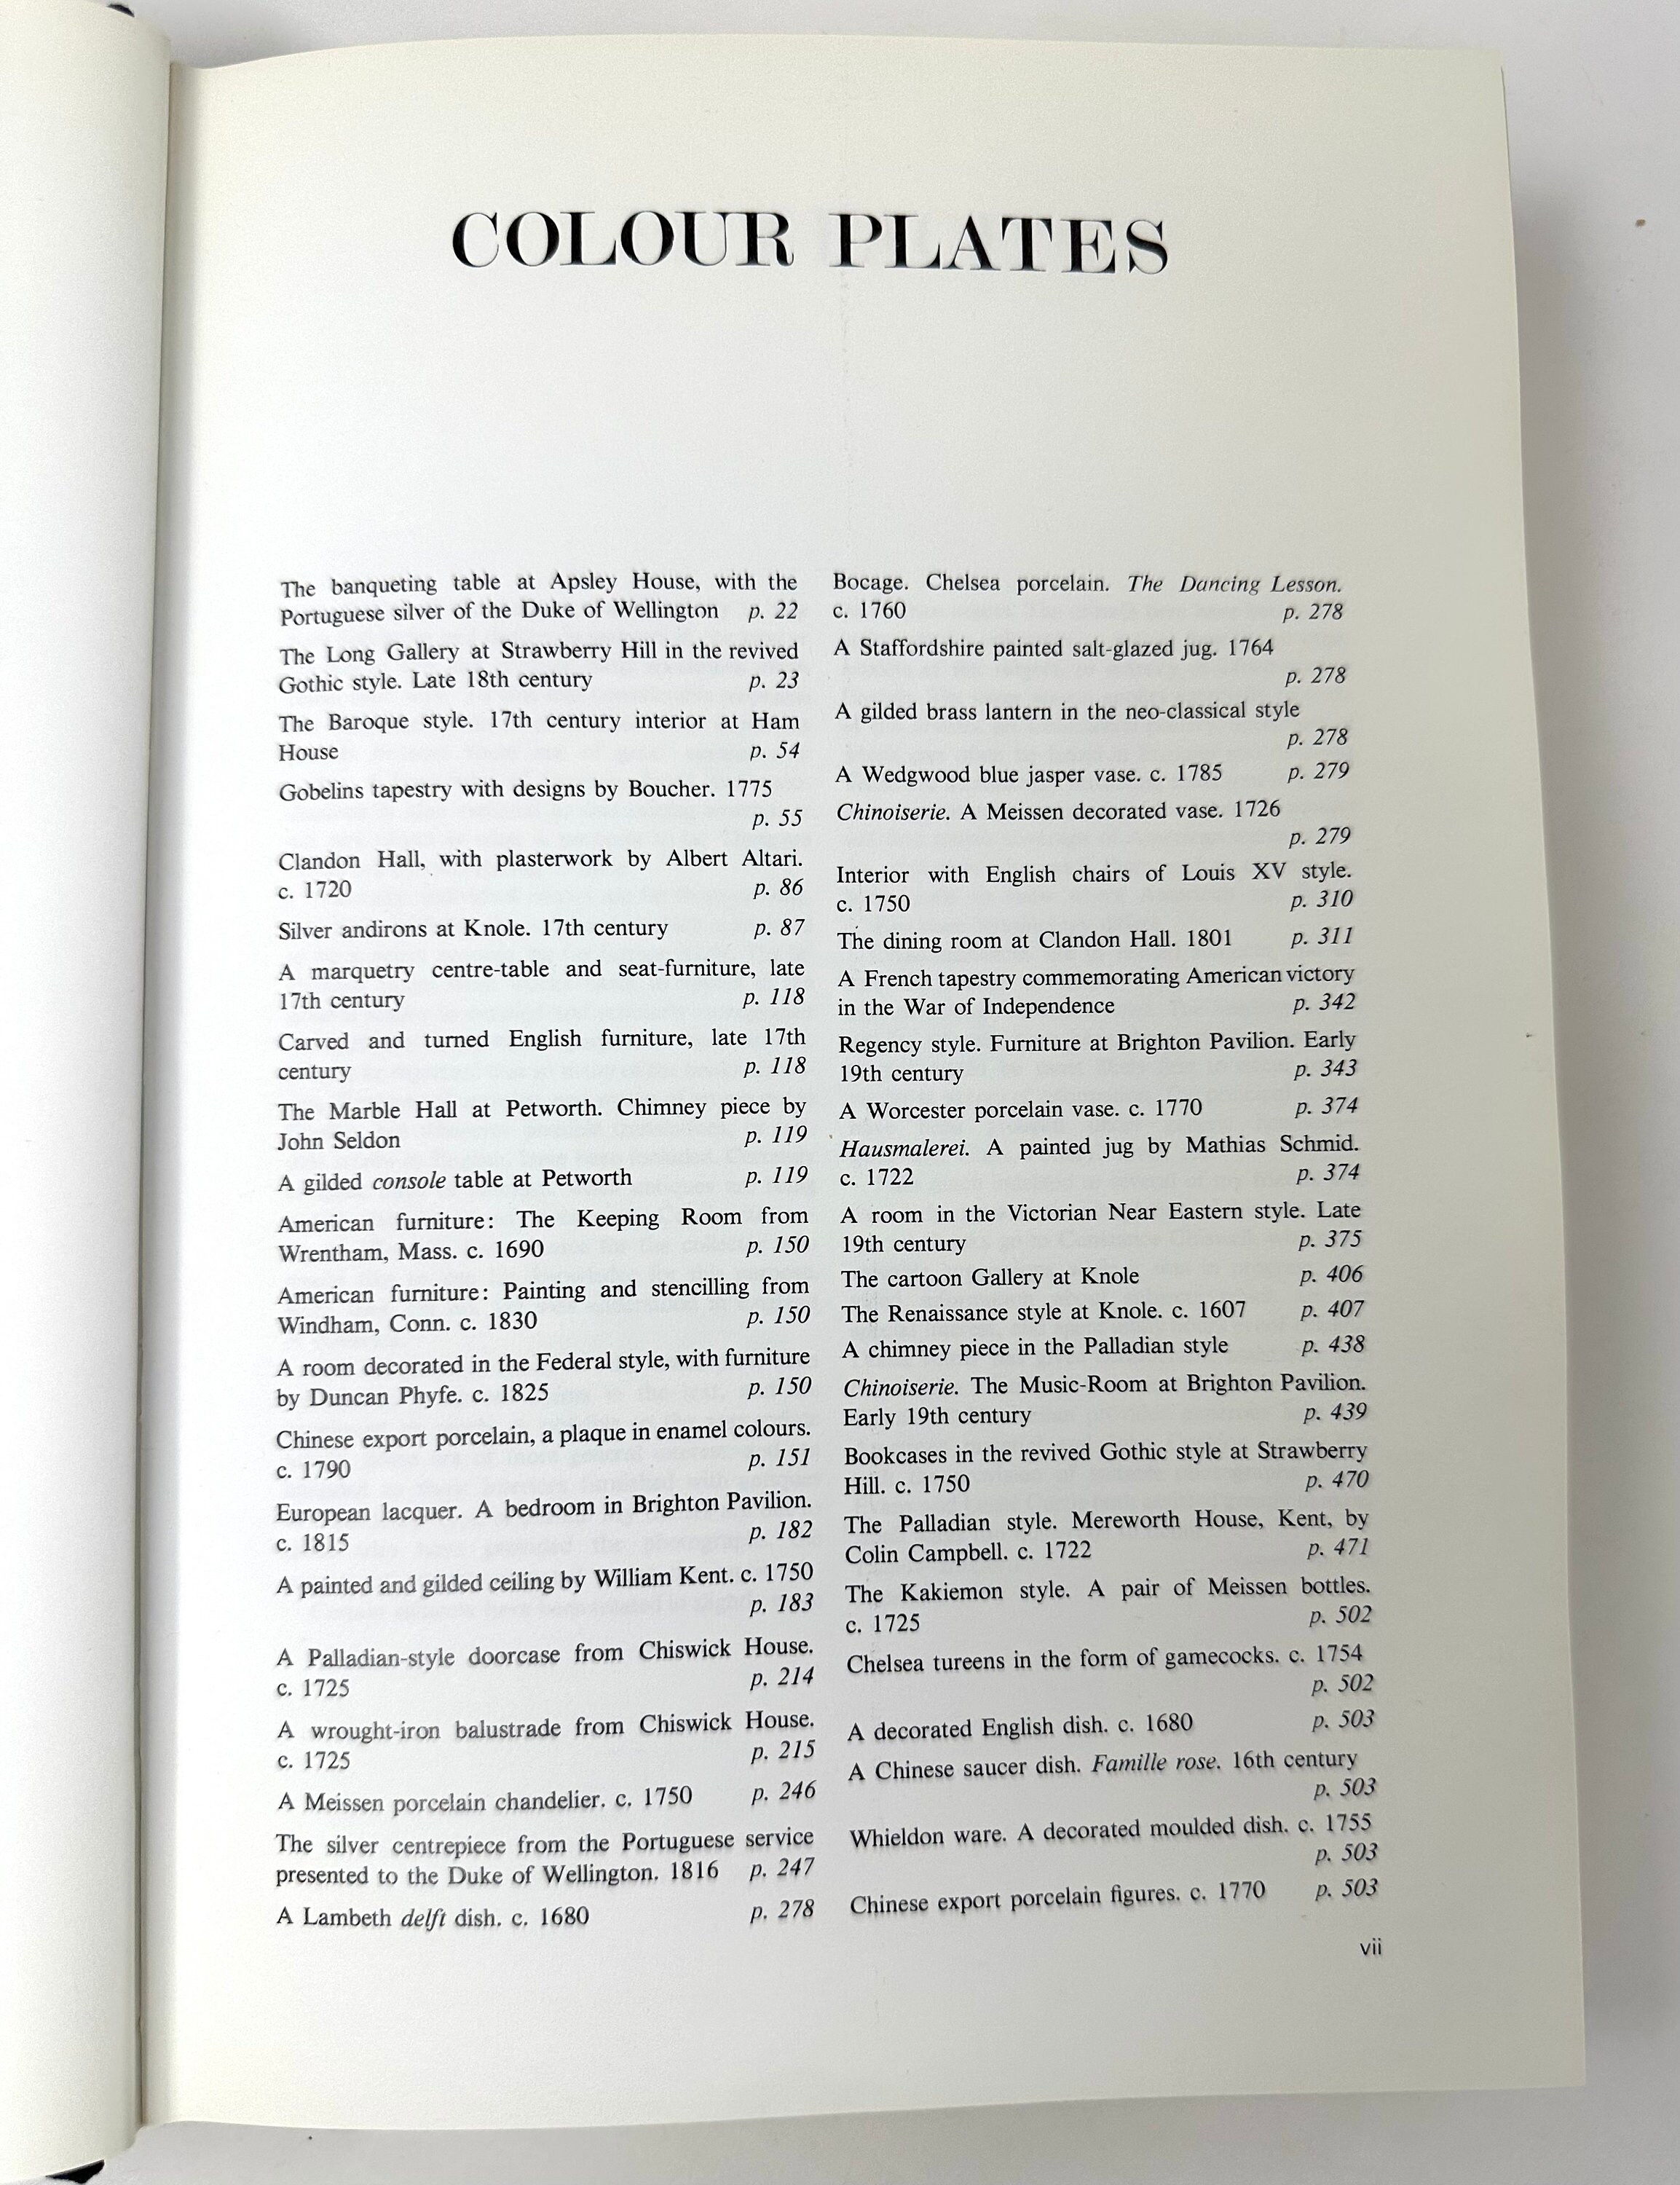 COLOUR PLATES
The banqueting table at Apsley House, with the
Portuguese silver of the Duke of Wellington p. 22
The Long Gallery at Strawberry Hill in the revived
Gothic style. Late 18th century p. 23
The Baroque style. 17th century interior at Ham
House p. 54
Gobelins tapestry with designs by Boucher. 1775
p. 55
Clandon Hall, with plasterwork by Albert Altari.
c. 1720 p. 86
Silver andirons at Knole. 17th century p. 87
A marquetry centre-table and seat-furniture, late
17th century p. 118
Carved and turned English furniture, late 17th
century p. 118
The Marble Hall at Petworth. Chimney piece by
John Seldon p. 119
A gilded console table at Petworth p. 119
American furniture: The Keeping Room from
Wrentham, Mass. c. 1690 p. 150
American furniture: Painting and stencilling from
Windham, Conn. c. 1830 p. 150
A room decorated in the Federal style, with furniture
by Duncan Phyfe. c. 1825 p. 150
Chinese export porcelain, a plaque in enamel colours.
c. 1790 p. 151
European lacquer. A bedroom in Brighton Pavilion.
c. 1815 p. 182
A painted and gilded ceiling by William Kent. c. 1750
p. 183
A Palladian-style doorcase from Chiswick House.
c. 1725 p. 214
A wrought-iron balustrade from Chiswick House.
c. 1725 p. 215
A Meissen porcelain chandelier. c. 1750 p. 246
The silver centrepiece from the Portuguese service
presented to the Duke of Wellington. 1816 p. 247
A Lambeth delft dish. c. 1680 p. 278
Bocage. Chelsea porcelain. The Dancing Lesson.
c. 1760 p. 278
A Staffordshire painted salt-glazed jug. 1764
p. 278
A gilded brass lantern in the neo-classical style
p. 278
A Wedgwood blue jasper vase. c. 1785 p. 279
Chinoiserie. A Meissen decorated vase. 1726
p. 279
Interior with English chairs of Louis XV style.
c. 1750 p. 310
The dining room at Clandon Hall. 1801 p. 311
A French tapestry commemorating American victory
in the War of Independence p. 342
Regency style. Furniture at Brighton Pavilion. Early
19th century p. 343
A Worcester porcelain vase. c. 1770 p. 374
Hausmalerei. A painted jug by Mathias Schmid.
c. 1722 p. 374
A room in the Victorian Near Eastern style. Late
19th century p. 375
The cartoon Gallery at Knole p. 406
The Renaissance style at Knole. c. 1607 p. 407
A chimney piece in the Palladian style p. 438
Chinoiserie. The Music-Room at Brighton Pavilion.
Early 19th century p. 439
Bookcases in the revived Gothic style at Strawberry
Hill. c. 1750 p. 470
The Palladian style. Mereworth House, Kent, by
Colin Campbell. c. 1722 p. 471
The Kakiemon style. A pair of Meissen bottles.
c. 1725 p. 502
Chelsea tureens in the form of gamecocks. c. 1754
p. 502
A decorated English dish. c. 1680 p. 503
A Chinese saucer dish. Famille rose. 16th century
p. 503
Whieldon ware. A decorated moulded dish. c. 1755
p. 503
Chinese export porcelain figures. c. 1770 p. 503
vii